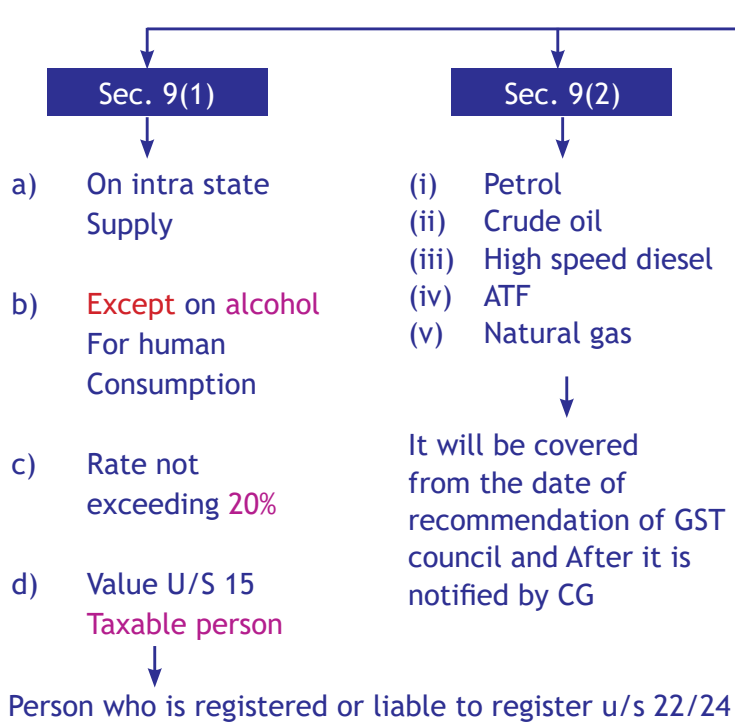 Sec. 9(1)
a) On intra state
Supply
b) Except on alcohol
For human
Consumption
c) Rate not
exceeding 20%
d) Value U/S 15
Taxable person
Person who is registered or liable to register u/s 22/24
Sec. 9(2)
(i) Petrol
(ii) Crude oil
(iii) High speed diesel
(iv) ATF
(v) Natural gas
It will be covered
from the date of
recommendation of GST
council and After it is
notified by CG